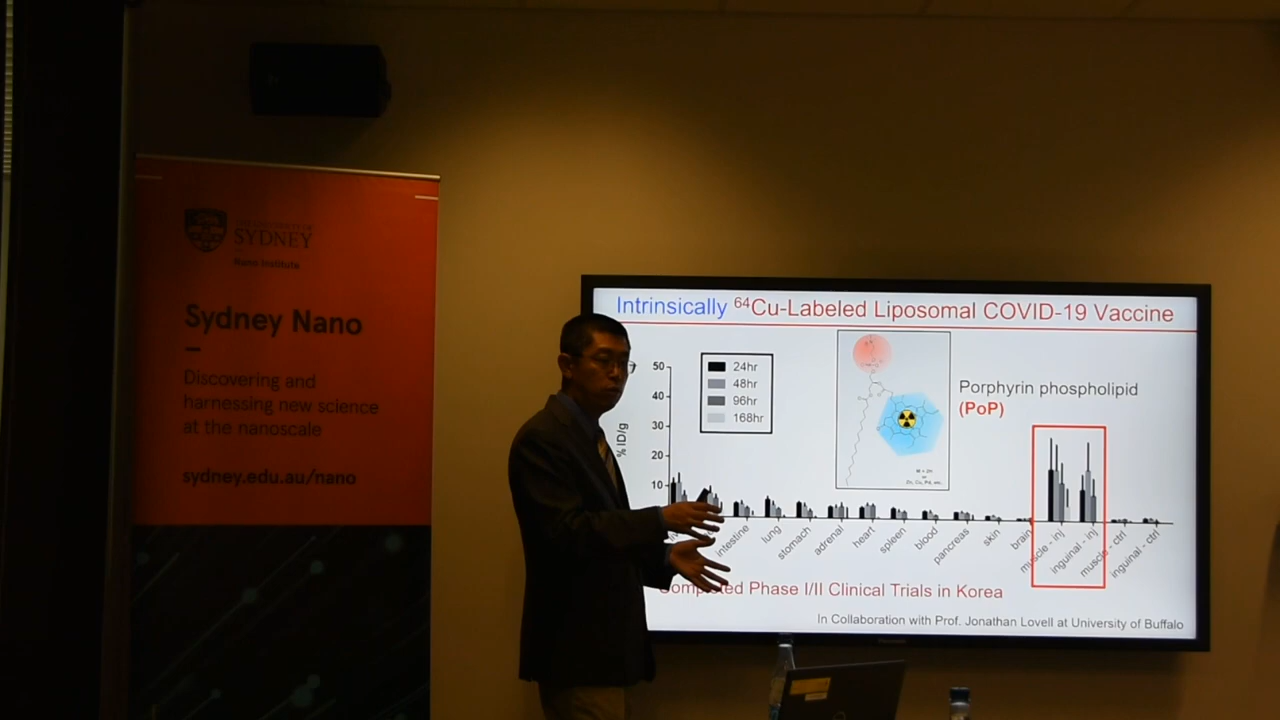 SYDNEY
Nano Institute
Sydney Nano
Discovering and
harnessing new science
at the nanoscale
sydney.edu.au/nano
Intrinsically 64Cu-Labeled Liposomal COVID-19 Vaccine
50
40
30
20
10
% ID/g
24hr
48hr
96hr
168hr
Porphyrin phospholipid
(PoP)
intestine
lung
stomach
adrenal
heart
spleen
blood
pancreas
skin
brain
muscle - inj
inguinal - inj
muscle - ctrl
inguinal - ctrl
Completed Phase I/II Clinical Trials in Korea
In Collaboration with Prof. Jonathan Lovell at University of Buffalo